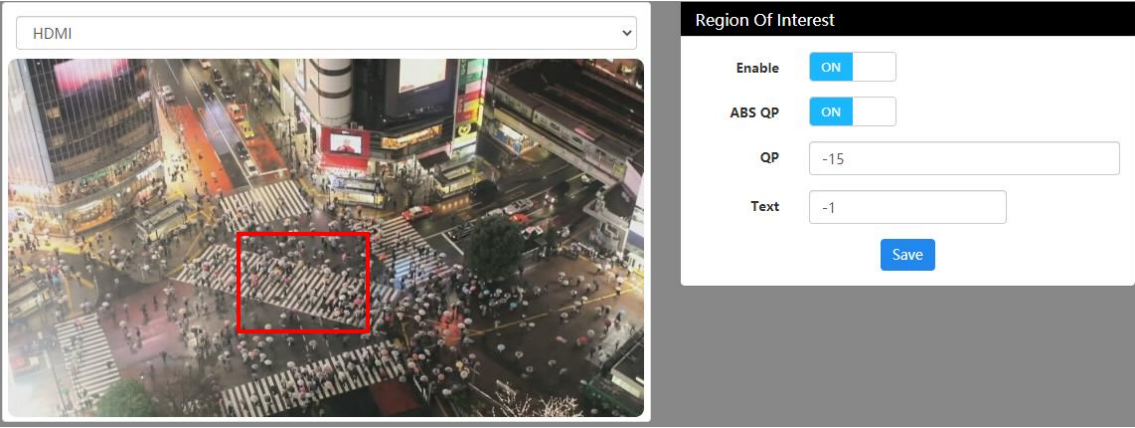 HDMI
Region Of Interest
Enable ON
ABS QP ON
QP -15
Text -1
Save